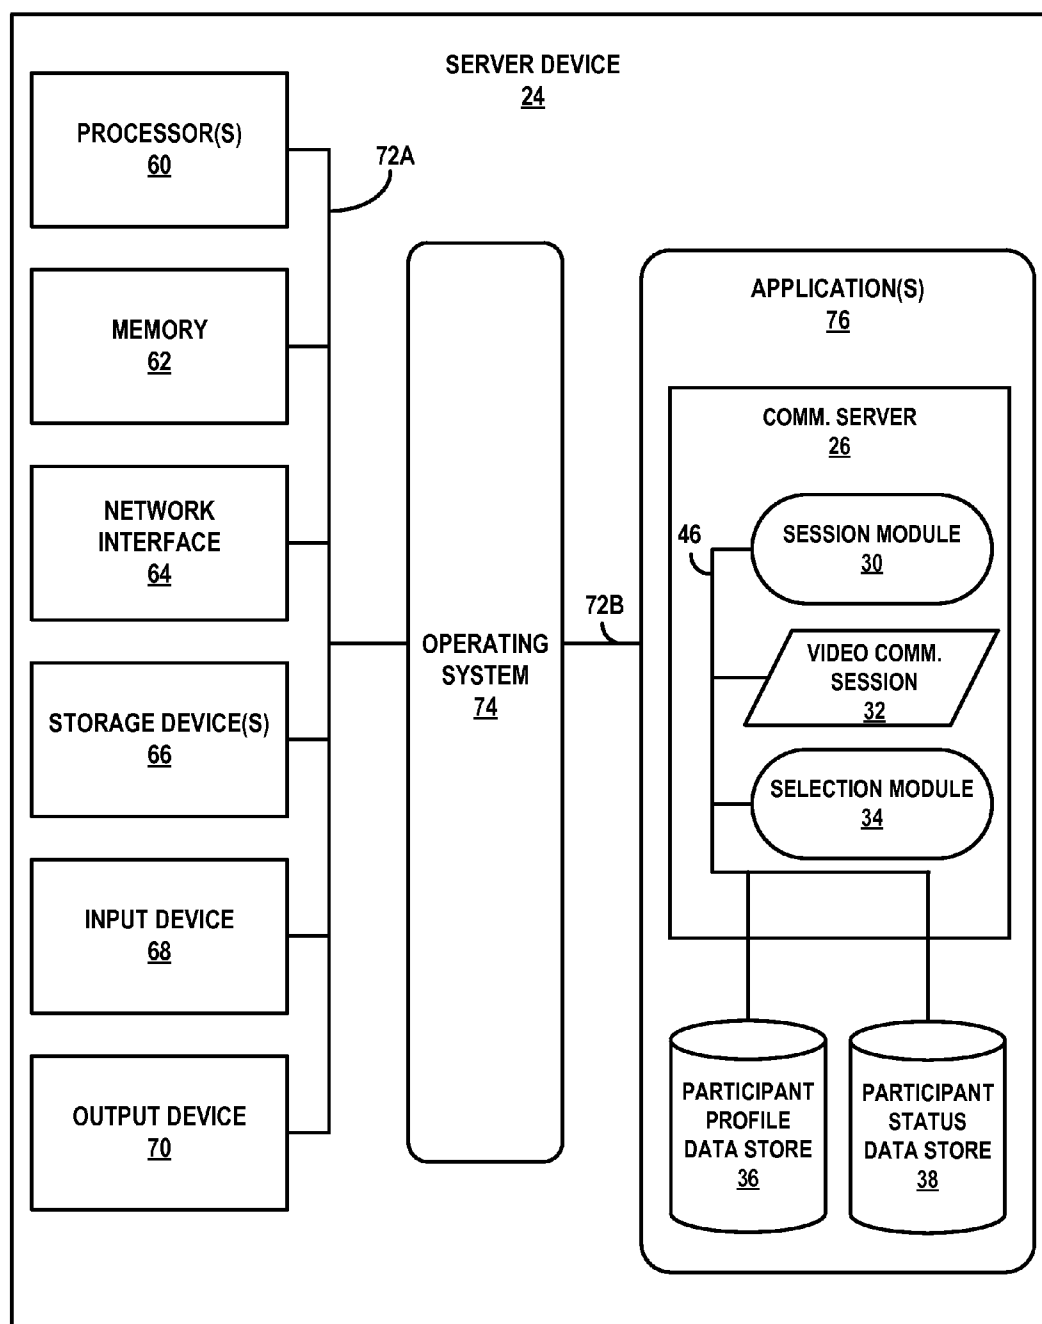 SERVER DEVICE
24
PROCESSOR(S)
60
72A
MEMORY
62
NETWORK
INTERFACE
64
STORAGE DEVICE(S)
66
INPUT DEVICE
68
OUTPUT DEVICE
70
OPERATING
SYSTEM
74
72B
APPLICATION(S)
76
COMM. SERVER
26
46
SESSION MODULE
30
VIDEO COMM.
SESSION
32
SELECTION MODULE
34
PARTICIPANT
PROFILE
DATA STORE
36
PARTICIPANT
STATUS
DATA STORE
38